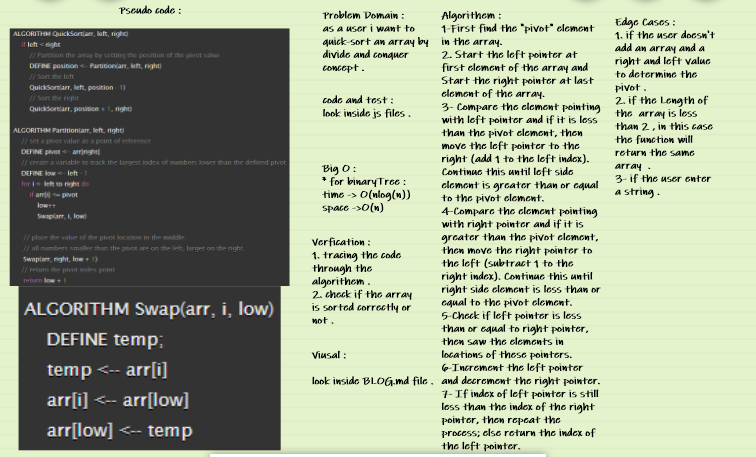 Pseudo code :
ALGORITHM QuickSort(arr, left, right)
if left < right
// Partition the array by setting the position of the pivot value
DEFINE position <-- Partition(arr, left, right)
// Sort the left
QuickSort(arr, left, position - 1)
// Sort the right
QuickSort(arr, position + 1, right)
ALGORITHM Partition(arr, left, right)
// set a pivot value as a point of reference
DEFINE pivot <-- arr[right]
// create a variable to track the largest index of numbers lower than the defined pivot
DEFINE low <-- left - 1
for i <- left to right do
if arr[i] <= pivot
low++
Swap(arr, i, low)
// place the value of the pivot location in the middle.
// all numbers smaller than the pivot are on the left, larger on the right.
Swap(arr, right, low + 1)
// return the pivot index point
return low + 1
ALGORITHM Swap(arr, i, low)
DEFINE temp;
temp <-- arr[i]
arr[i] <-- arr[low]
arr[low] <-- temp
Problem Domain :
as a user i want to
quick-sort an array by
divide and conquer
concept .
code and test :
look inside js files .
Big O :
* for binaryTree :
time -> O(nlog(n))
space ->O(n)
Verfication :
1. tracing the code
through the
algorithem .
2. check if the array
is sorted correctly or
not .
Viusal :
look inside BLOG.md file .
Algorithem :
1-First find the "pivot" element
in the array.
2. Start the left pointer at
first element of the array and
Start the right pointer at last
element of the array.
3- Compare the element pointing
with left pointer and if it is less
than the pivot element, then
move the left pointer to the
right (add 1 to the left index).
Continue this until left side
element is greater than or equal
to the pivot element.
4-Compare the element pointing
with right pointer and if it is
greater than the pivot element,
then move the right pointer to
the left (subtract 1 to the
right index). Continue this until
right side element is less than or
equal to the pivot element.
5-Check if left pointer is less
than or equal to right pointer,
then saw the elements in
locations of these pointers.
6-Increment the left pointer
and decrement the right pointer.
7- If index of left pointer is still
less than the index of the right
pointer, then repeat the
process; else return the index of
the left pointer.
Edge Cases :
1. if the user doesn't
add an array and a
right and left value
to determine the
pivot .
2. if the Length of
the array is less
than 2 , in this case
the function will
return the same
array .
3- if the user enter
a string .